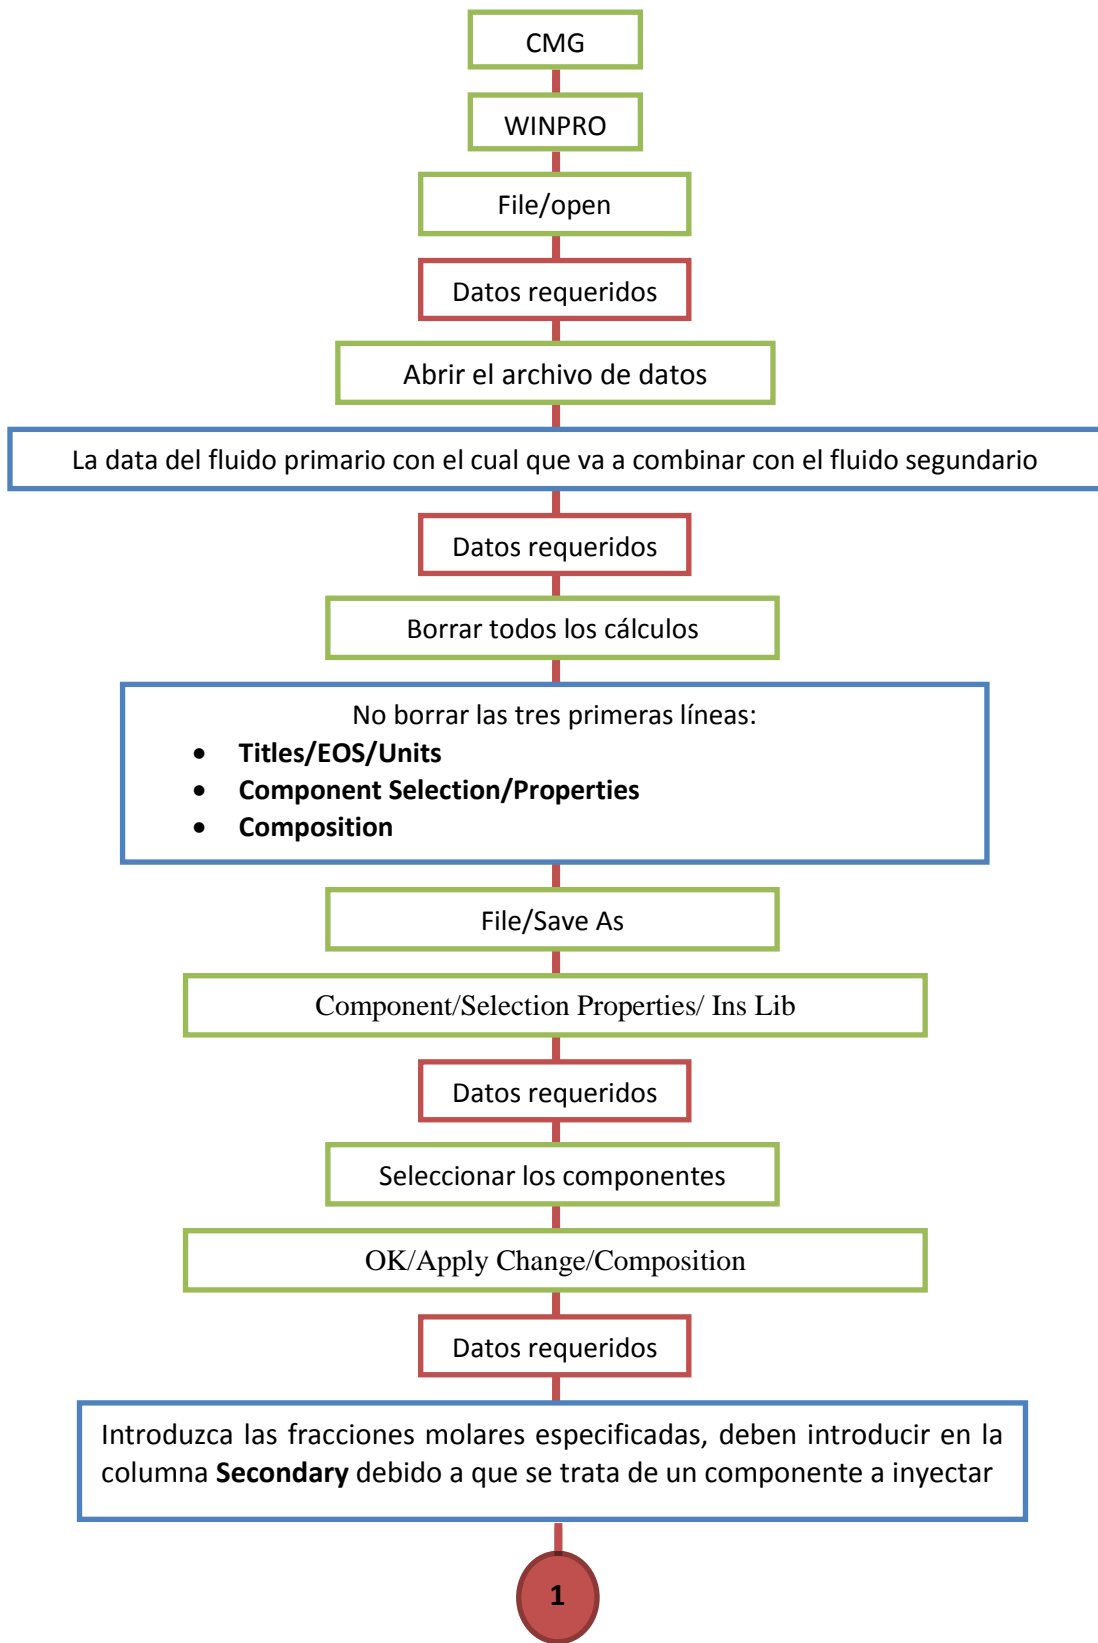 CMG
WINPRO
File/open
Datos requeridos
Abrir el archivo de datos
La data del fluido primario con el cual que va a combinar con el fluido segundario
Datos requeridos
Borrar todos los cálculos
No borrar las tres primeras líneas:
• Titles/EOS/Units
• Component Selection/Properties
• Composition
File/Save As
Component/Selection Properties/ Ins Lib
Datos requeridos
Seleccionar los componentes
OK/Apply Change/Composition
Datos requeridos
Introduzca las fracciones molares especificadas, deben introducir en la
columna Secondary debido a que se trata de un componente a inyectar
1